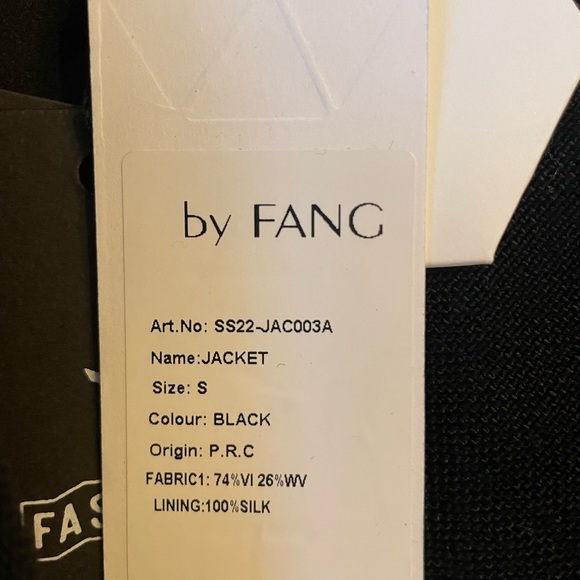 by FANG
Art.No: SS22-JAC003A
Name:JACKET
Size: S
Colour: BLACK
Origin: P.R.C
FABRIC1: 74%VI 26%WV
LINING:100%SILK
FAS